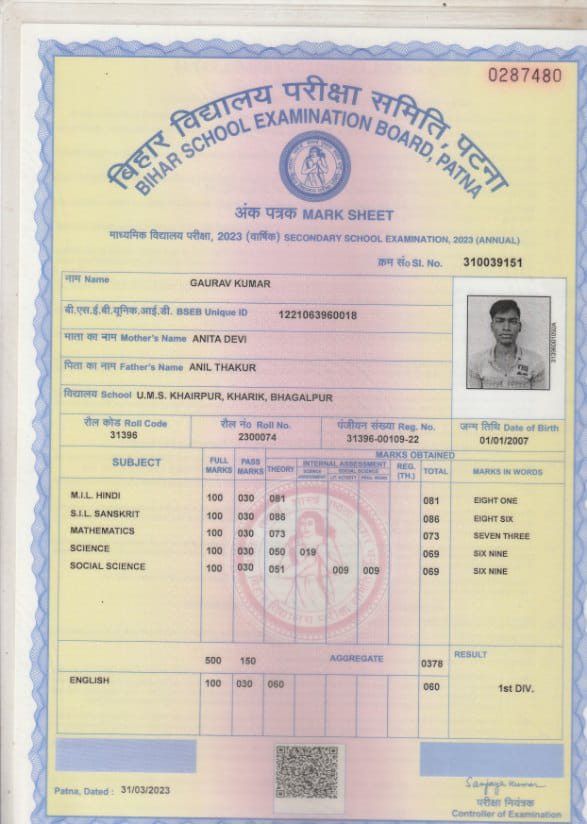 0287480
बिहार विद्यालय परीक्षा समिति, पटना
BIHAR SCHOOL EXAMINATION BOARD, PATNA
अंक पत्रक MARK SHEET
माध्यमिक विद्यालय परीक्षा, 2023 (वार्षिक) SECONDARY SCHOOL EXAMINATION, 2023 (ANNUAL)
क्रम सं० Sl. No. 310039151
नाम Name GAURAV KUMAR
बी.एस.ई.बी.यूनिक.आई.डी. BSEB Unique ID 1221063960018
माता का नाम Mother's Name ANITA DEVI
पिता का नाम Father's Name ANIL THAKUR
विद्यालय School U.M.S. KHAIRPUR, KHARIK, BHAGALPUR
रौल कोड Roll Code रौल नं० Roll No. पंजीयन संख्या Reg. No. जन्म तिथि Date of Birth
31396 2300074 31396-00109-22 01/01/2007
SUBJECT FULL MARKS PASS MARKS MARKS OBTAINED
THEORY INTERNAL ASSESSMENT REG. (TH.) TOTAL MARKS IN WORDS
SCIENCE SOCIAL SCIENCE
M.I.L. HINDI 100 030 081 081 EIGHT ONE
S.I.L. SANSKRIT 100 030 086 086 EIGHT SIX
MATHEMATICS 100 030 073 073 SEVEN THREE
SCIENCE 100 030 050 019 069 SIX NINE
SOCIAL SCIENCE 100 030 051 009 009 069 SIX NINE
500 150 AGGREGATE 0378 RESULT
ENGLISH 100 030 060 060 1st DIV.
Patna, Dated : 31/03/2023
Sanjaya Kumar
परीक्षा नियंत्रक
Controller of Examination